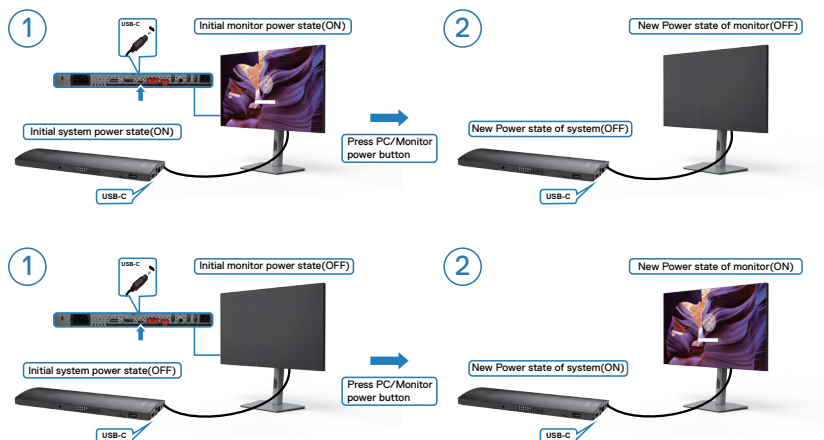 1
USB-C
Initial monitor power state(ON)
Initial system power state(ON)
USB-C
Press PC/Monitor
power button
2
New Power state of monitor(OFF)
New Power state of system(OFF)
USB-C
1
USB-C
Initial monitor power state(OFF)
Initial system power state(OFF)
USB-C
Press PC/Monitor
power button
2
New Power state of monitor(ON)
New Power state of system(ON)
USB-C